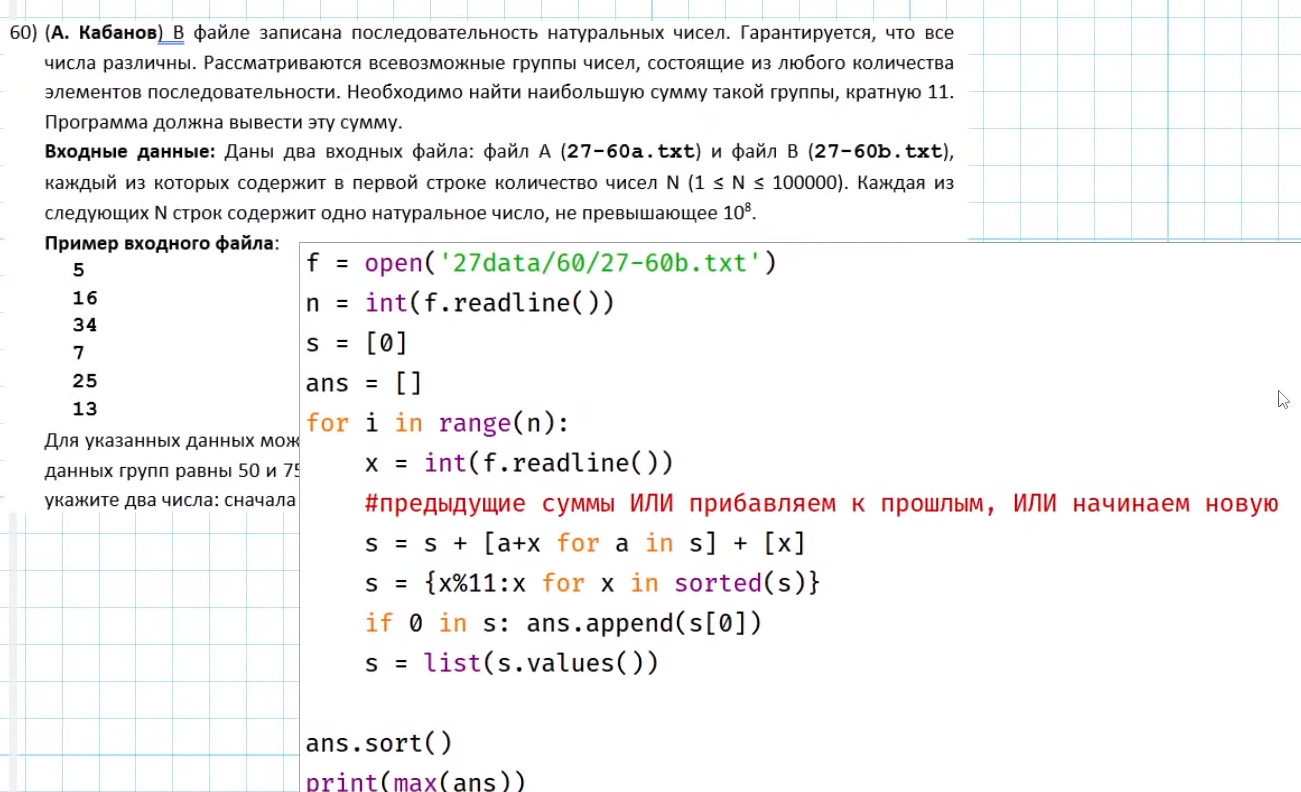 60) (А. Кабанов) В файле записана последовательность натуральных чисел. Гарантируется, что все
числа различны. Рассматриваются всевозможные группы чисел, состоящие из любого количества
элементов последовательности. Необходимо найти наибольшую сумму такой группы, кратную 11.
Программа должна вывести эту сумму.
Входные данные: Даны два входных файла: файл A (27-60a.txt) и файл B (27-60b.txt),
каждый из которых содержит в первой строке количество чисел N (1 ≤ N ≤ 100000). Каждая из
следующих N строк содержит одно натуральное число, не превышающее 10⁸.
Пример входного файла:
5
16
34
7
25
13
Для указанных данных мож
данных групп равны 50 и 75
укажите два числа: сначала
f = open('27data/60/27-60b.txt')
n = int(f.readline())
s = [0]
ans = []
for i in range(n):
    x = int(f.readline())
    #предыдущие суммы ИЛИ прибавляем к прошлым, ИЛИ начинаем новую
    s = s + [a+x for a in s] + [x]
    s = {x%11:x for x in sorted(s)}
    if 0 in s: ans.append(s[0])
    s = list(s.values())
ans.sort()
print(max(ans))